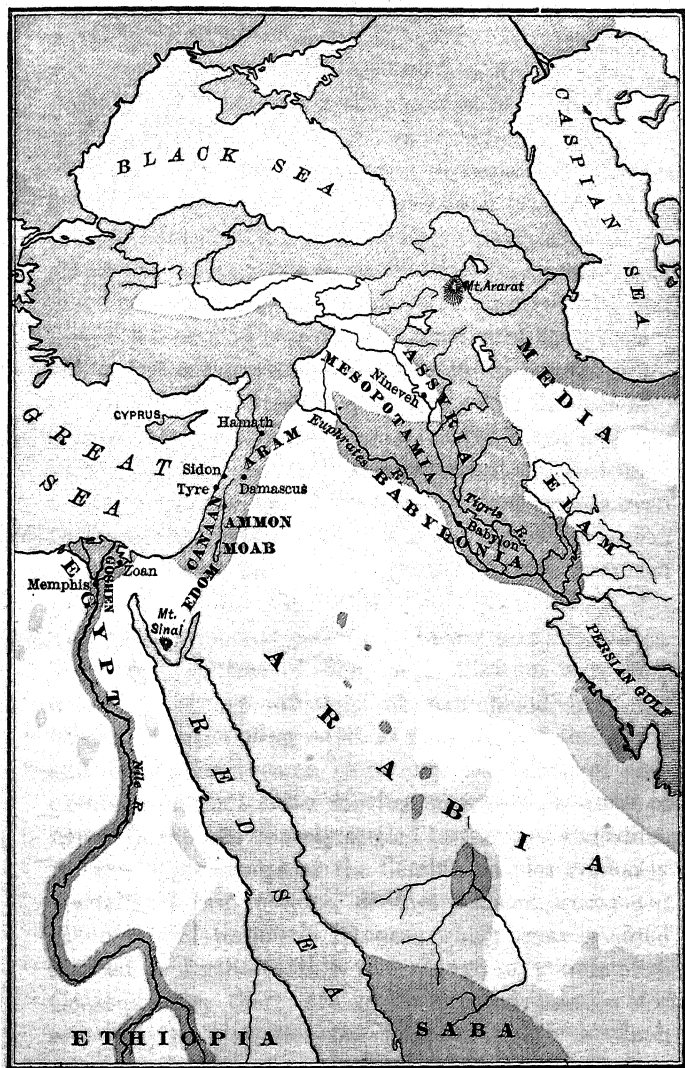 BLACK SEA
CASPIAN SEA
Mt. Ararat
MEDIA
ASSYRIA
MESOPOTAMIA
Nineveh
GREAT SEA
CYPRUS
Hamath
ARAM
Euphrates R.
Sidon
Tyre
Damascus
CANAAN
AMMON
MOAB
EDOM
BABYLONIA
Tigris R.
Babylon
ELAM
EGYPT
GOSHEN
Zoan
Memphis
Mt. Sinai
PERSIAN GULF
ARABIA
RED SEA
Nile R.
ETHIOPIA
SABA